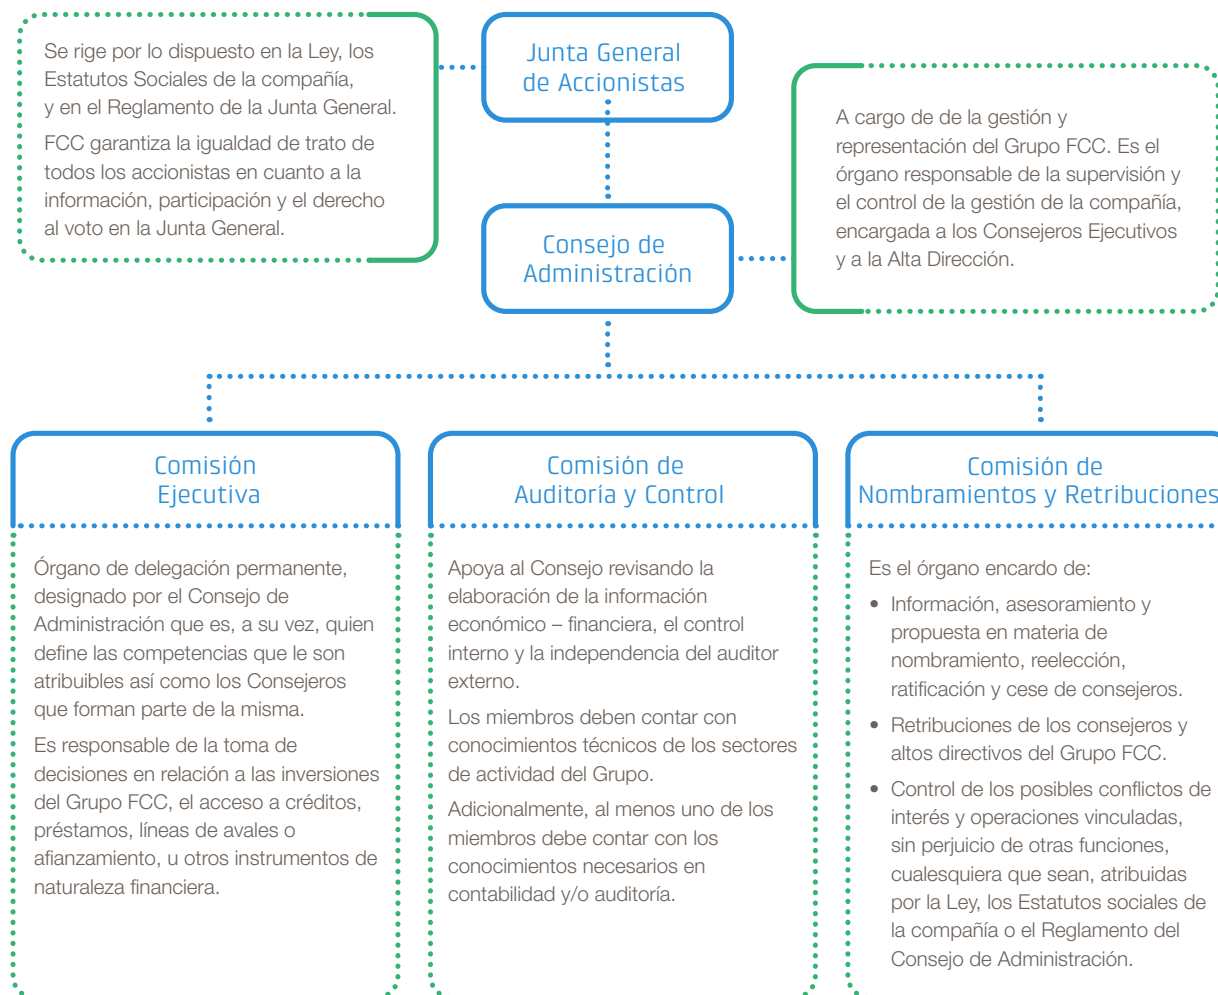 Se rige por lo dispuesto en la Ley, los
Estatutos Sociales de la compañía,
y en el Reglamento de la Junta General.
FCC garantiza la igualdad de trato de
todos los accionistas en cuanto a la
información, participación y el derecho
al voto en la Junta General.
Junta General
de Accionistas
A cargo de de la gestión y
representación del Grupo FCC. Es el
órgano responsable de la supervisión y
el control de la gestión de la compañía,
encargada a los Consejeros Ejecutivos
y a la Alta Dirección.
Consejo de
Administración
Comisión
Ejecutiva
Órgano de delegación permanente,
designado por el Consejo de
Administración que es, a su vez, quien
define las competencias que le son
atribuibles así como los Consejeros
que forman parte de la misma.
Es responsable de la toma de
decisiones en relación a las inversiones
del Grupo FCC, el acceso a créditos,
préstamos, líneas de avales o
afianzamiento, u otros instrumentos de
naturaleza financiera.
Comisión de
Auditoría y Control
Apoya al Consejo revisando la
elaboración de la información
económico – financiera, el control
interno y la independencia del auditor
externo.
Los miembros deben contar con
conocimientos técnicos de los sectores
de actividad del Grupo.
Adicionalmente, al menos uno de los
miembros debe contar con los
conocimientos necesarios en
contabilidad y/o auditoría.
Comisión de
Nombramientos y Retribuciones
Es el órgano encardo de:
• Información, asesoramiento y
propuesta en materia de
nombramiento, reelección,
ratificación y cese de consejeros.
• Retribuciones de los consejeros y
altos directivos del Grupo FCC.
• Control de los posibles conflictos de
interés y operaciones vinculadas,
sin perjuicio de otras funciones,
cualesquiera que sean, atribuidas
por la Ley, los Estatutos sociales de
la compañía o el Reglamento del
Consejo de Administración.